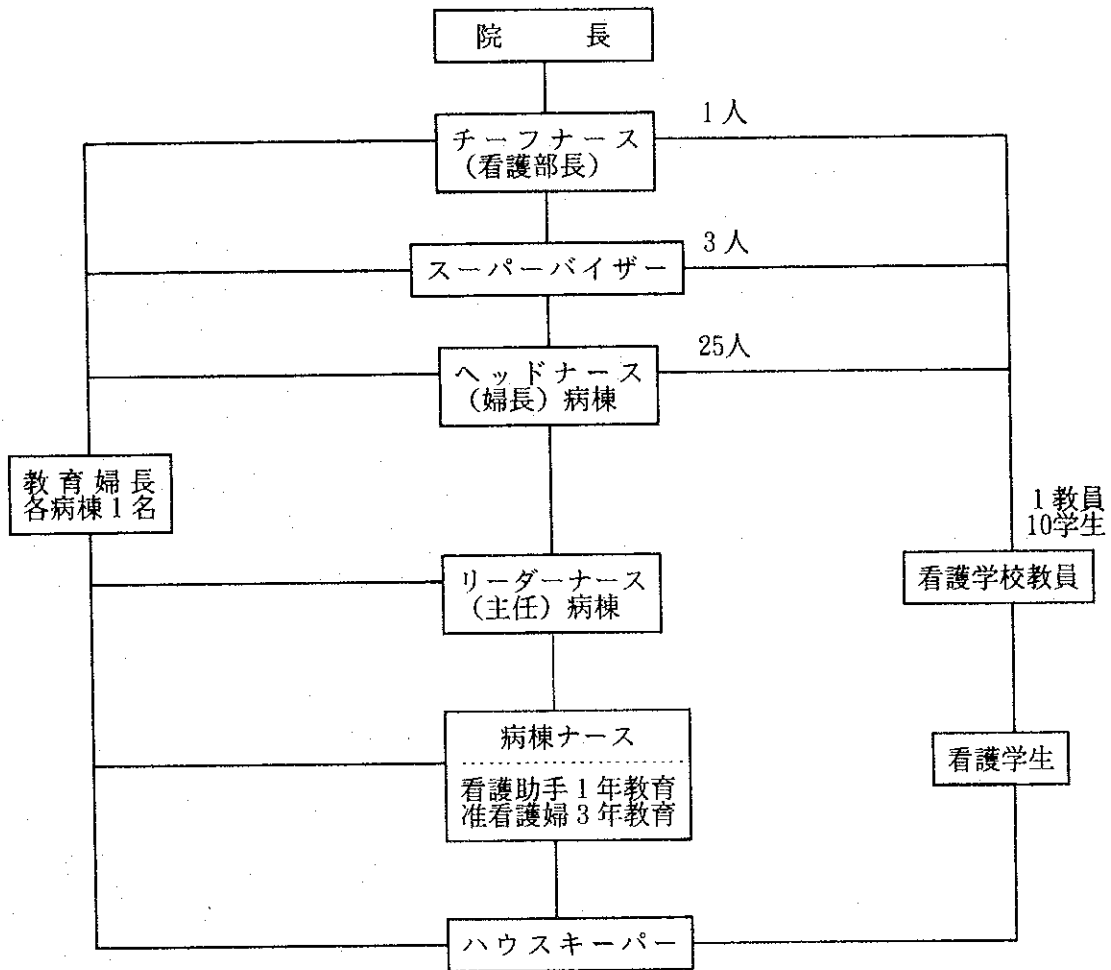 院長
1人
チーフナース
（看護部長）
3人
スーパーバイザー
25人
ヘッドナース
（婦長）病棟
教育婦長
各病棟1名
1教員
10学生
リーダーナース
（主任）病棟
看護学校教員
病棟ナース
看護助手1年教育
准看護婦3年教育
看護学生
ハウスキーパー